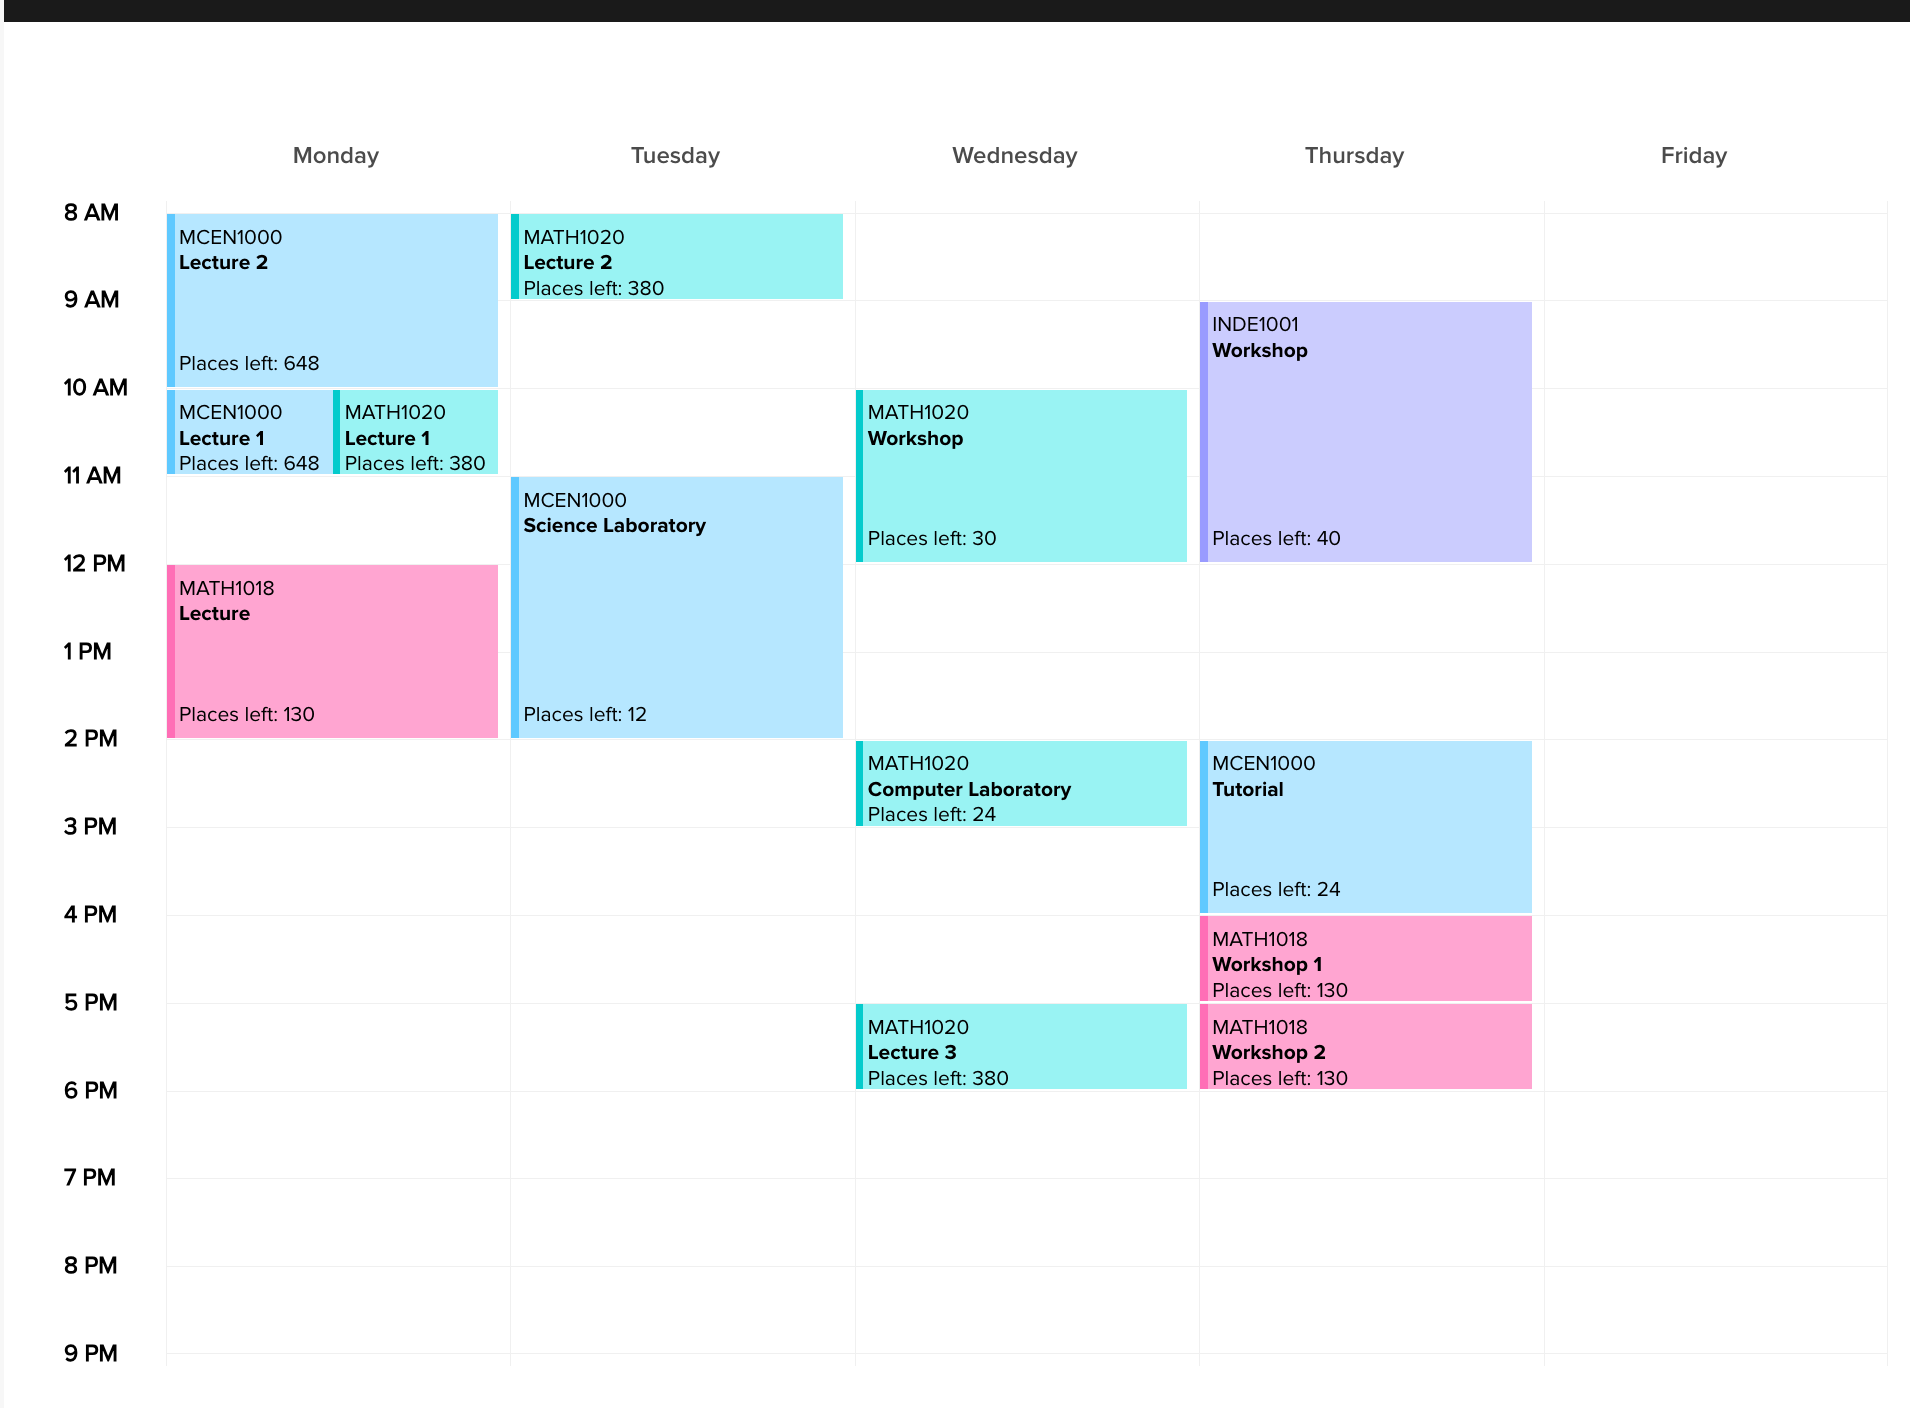 Monday
Tuesday
Wednesday
Thursday
Friday
8 AM
9 AM
10 AM
11 AM
12 PM
1 PM
2 PM
3 PM
4 PM
5 PM
6 PM
7 PM
8 PM
9 PM
MCEN1000
Lecture 2
Places left: 648
MCEN1000
Lecture 1
Places left: 648
MATH1020
Lecture 1
Places left: 380
MATH1018
Lecture
Places left: 130
MATH1020
Lecture 2
Places left: 380
MCEN1000
Science Laboratory
Places left: 12
MATH1020
Workshop
Places left: 30
MATH1020
Computer Laboratory
Places left: 24
MATH1020
Lecture 3
Places left: 380
INDE1001
Workshop
Places left: 40
MCEN1000
Tutorial
Places left: 24
MATH1018
Workshop 1
Places left: 130
MATH1018
Workshop 2
Places left: 130